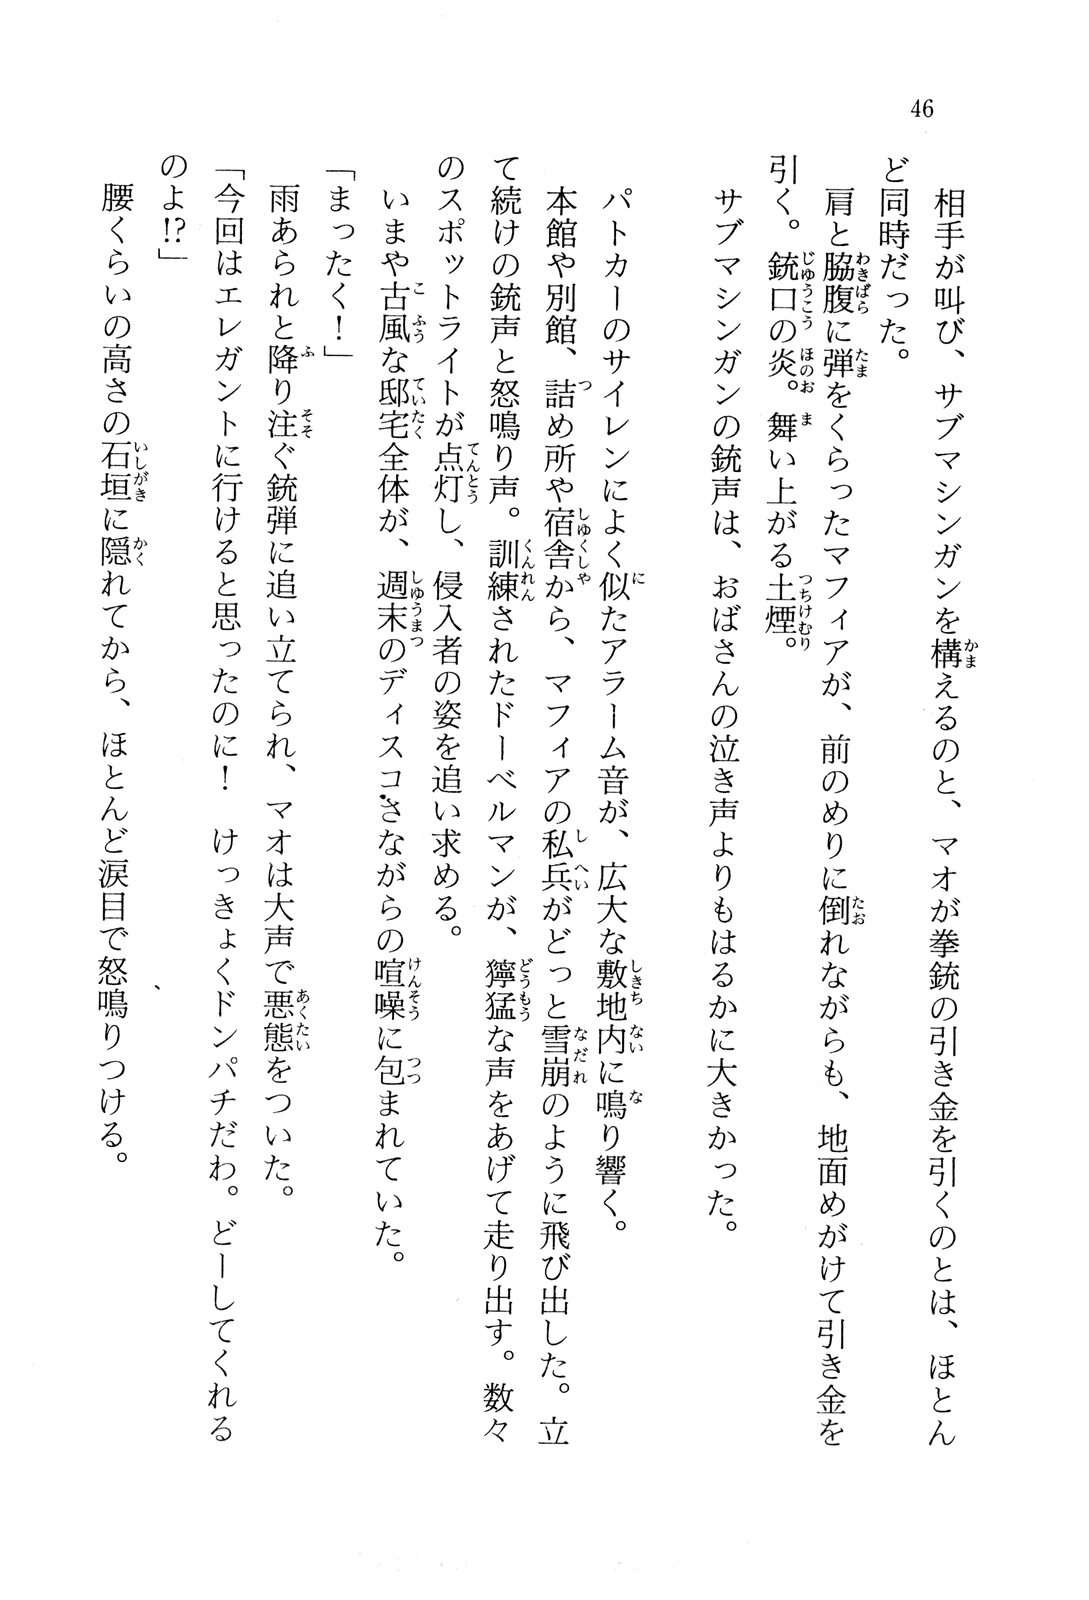 46
　相手が叫び、サブマシンガンを構えるのと、マオが拳銃の引き金を引くのとは、ほとん
ど同時だった。
　肩と脇腹に弾をくらったマフィアが、前のめりに倒れながらも、地面めがけて引き金を
引く。銃口の炎。舞い上がる土煙。
　サブマシンガンの銃声は、おばさんの泣き声よりもはるかに大きかった。
　パトカーのサイレンによく似たアラーム音が、広大な敷地内に鳴り響く。
　本館や別館、詰め所や宿舎から、マフィアの私兵がどっと雪崩のように飛び出した。立
て続けの銃声と怒鳴り声。訓練されたドーベルマンが、獰猛な声をあげて走り出す。数々
のスポットライトが点灯し、侵入者の姿を追い求める。
　いまや古風な邸宅全体が、週末のディスコさながらの喧噪に包まれていた。
「まったく！」
　雨あられと降り注ぐ銃弾に追い立てられ、マオは大声で悪態をついた。
「今回はエレガントに行けると思ったのに！　けっきょくドンパチだわ。どーしてくれる
のよ!?」
　腰くらいの高さの石垣に隠れてから、ほとんど涙目で怒鳴りつける。